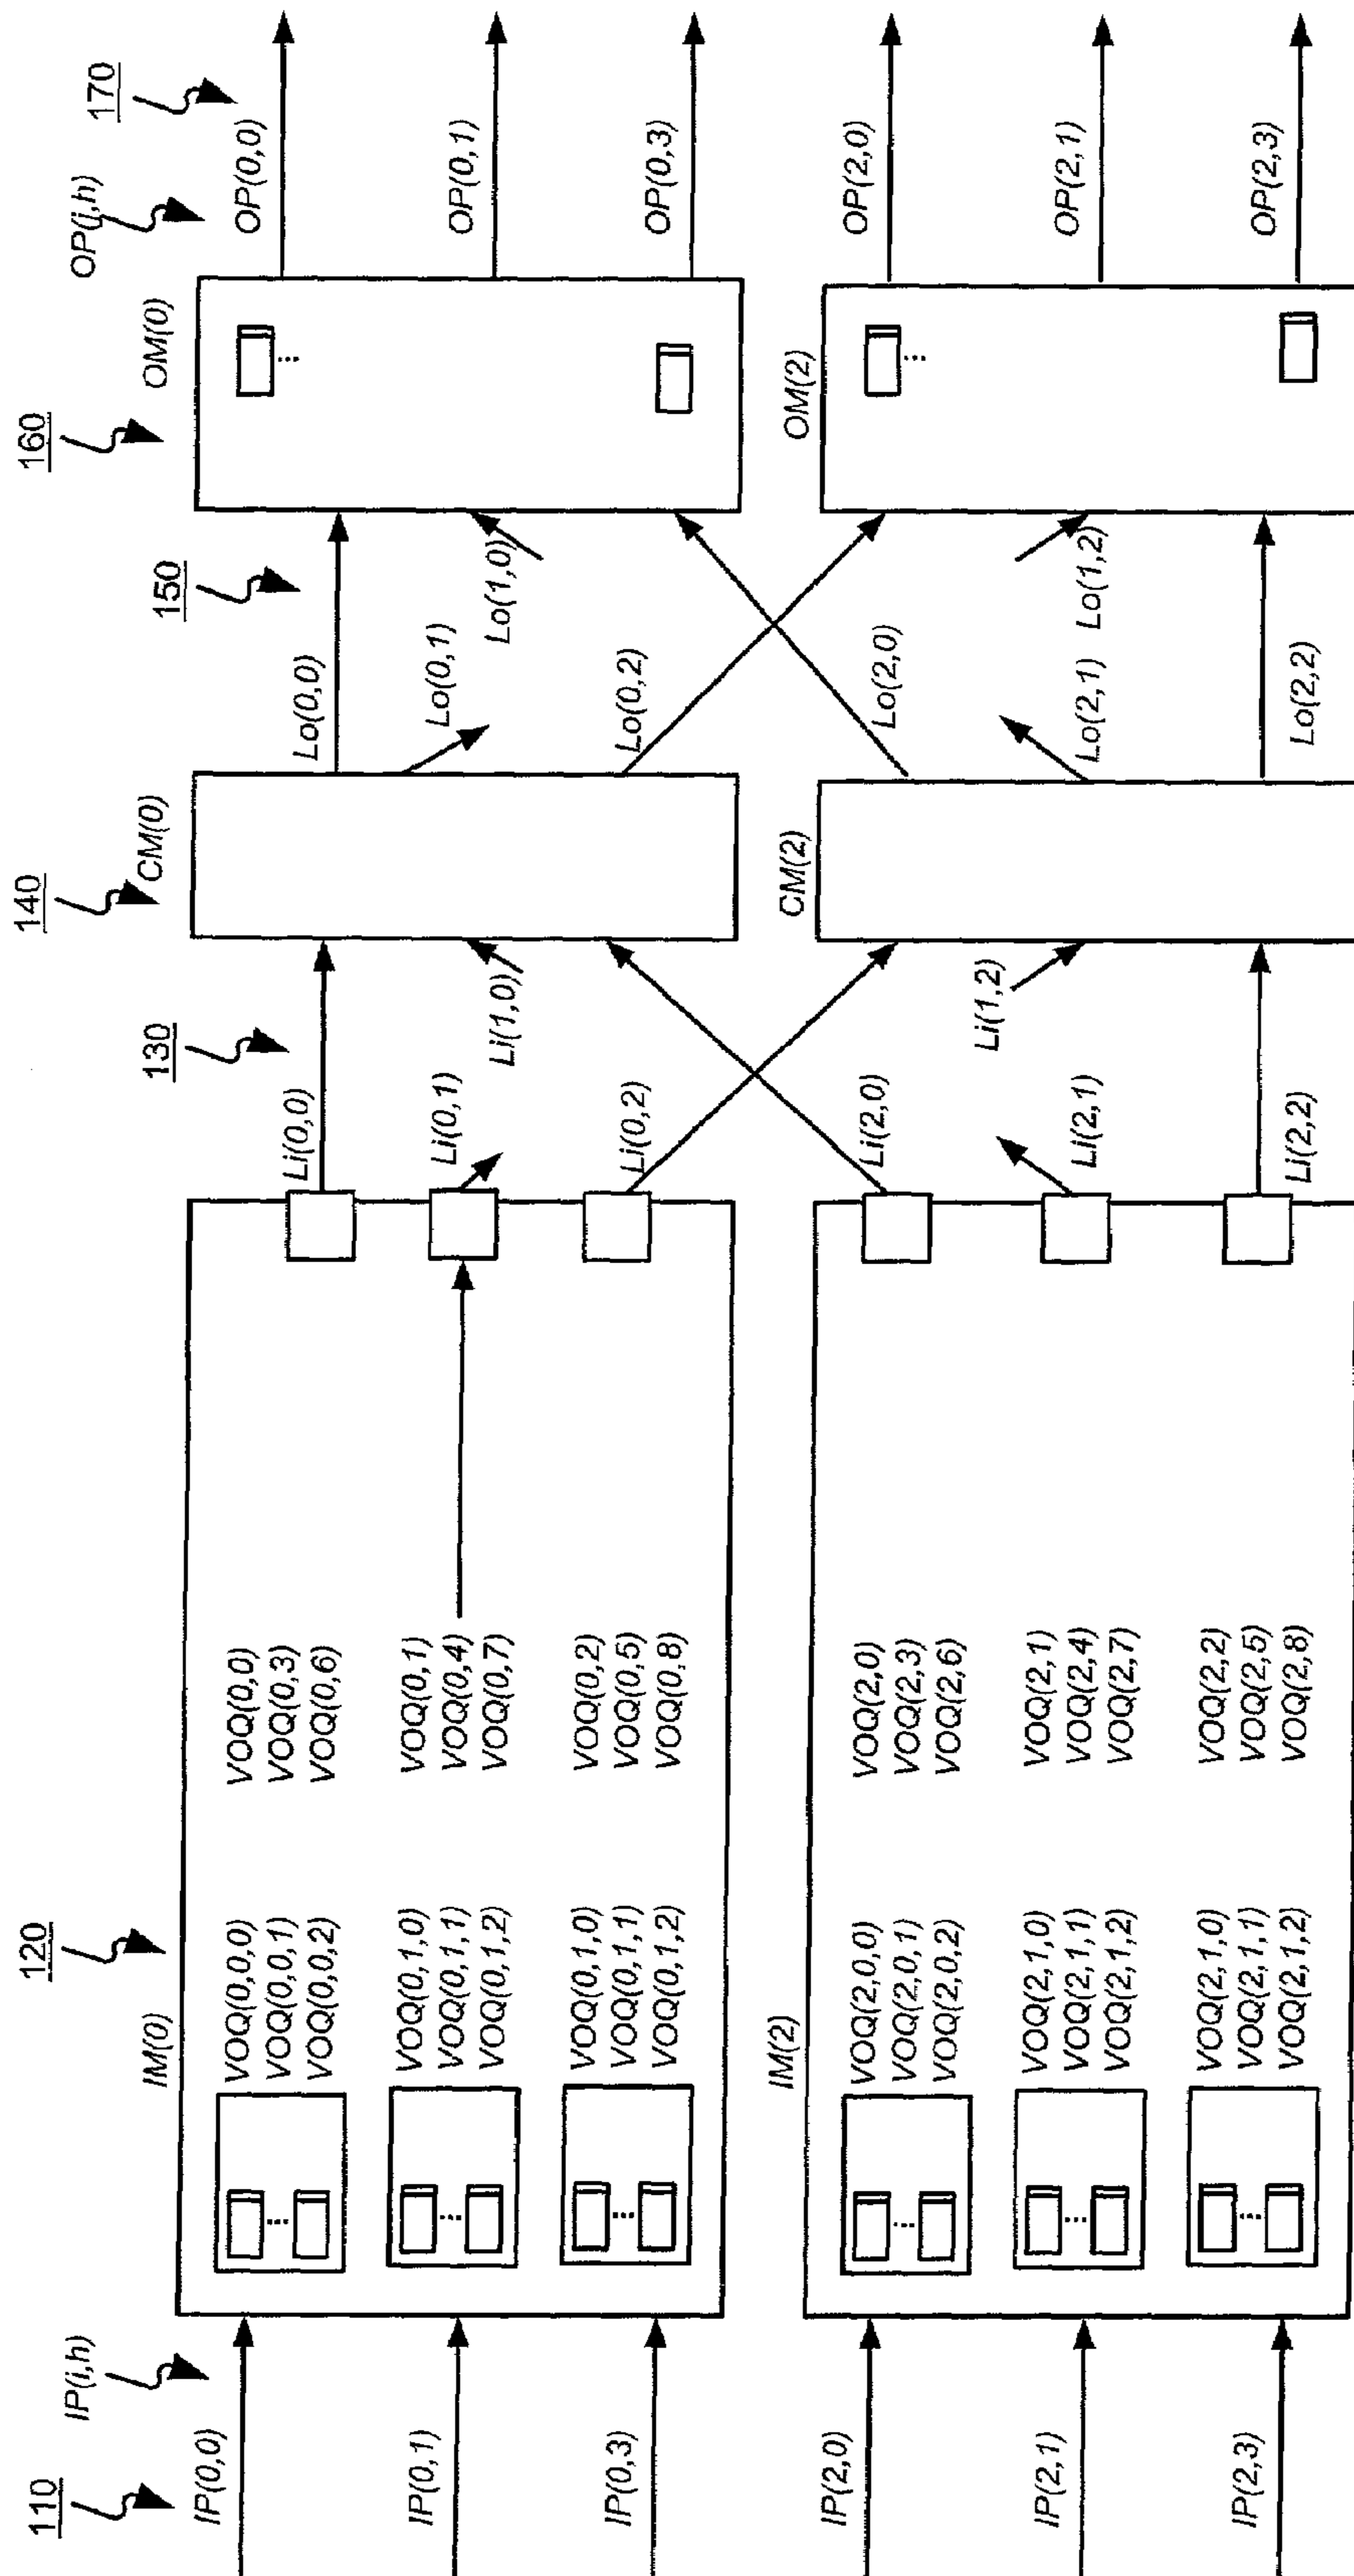 110
IP(i,h)
IP(0,0)
IP(0,1)
IP(0,3)
IP(2,0)
IP(2,1)
IP(2,3)
120
IM(0)
VOQ(0,0,0)
VOQ(0,0,1)
VOQ(0,0,2)
VOQ(0,1,0)
VOQ(0,1,1)
VOQ(0,1,2)
VOQ(0,1,0)
VOQ(0,1,1)
VOQ(0,1,2)
VOQ(0,0)
VOQ(0,3)
VOQ(0,6)
VOQ(0,1)
VOQ(0,4)
VOQ(0,7)
VOQ(0,2)
VOQ(0,5)
VOQ(0,8)
IM(2)
VOQ(2,0,0)
VOQ(2,0,1)
VOQ(2,0,2)
VOQ(2,1,0)
VOQ(2,1,1)
VOQ(2,1,2)
VOQ(2,1,0)
VOQ(2,1,1)
VOQ(2,1,2)
VOQ(2,0)
VOQ(2,3)
VOQ(2,6)
VOQ(2,1)
VOQ(2,4)
VOQ(2,7)
VOQ(2,2)
VOQ(2,5)
VOQ(2,8)
130
Li(0,0)
Li(0,1)
Li(1,0)
Li(0,2)
Li(2,0)
Li(1,2)
Li(2,1)
Li(2,2)
140
CM(0)
CM(2)
150
Lo(0,0)
Lo(0,1)
Lo(1,0)
Lo(0,2)
Lo(2,0)
Lo(2,1)
Lo(1,2)
Lo(2,2)
160
OM(0)
OM(2)
170
OP(j,h)
OP(0,0)
OP(0,1)
OP(0,3)
OP(2,0)
OP(2,1)
OP(2,3)